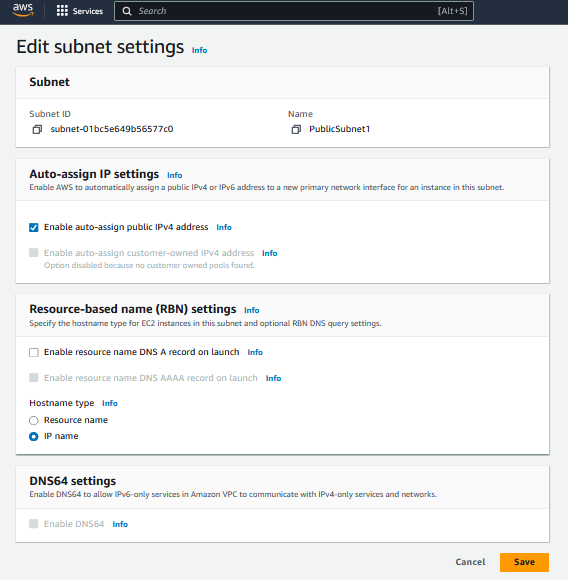 aws Services Search [Alt+S]
Edit subnet settings Info
Subnet
Subnet ID Name
subnet-01bc5e649b56577c0 PublicSubnet1
Auto-assign IP settings Info
Enable AWS to automatically assign a public IPv4 or IPv6 address to a new primary network interface for an instance in this subnet.
Enable auto-assign public IPv4 address Info
Enable auto-assign customer-owned IPv4 address Info
Option disabled because no customer owned pools found.
Resource-based name (RBN) settings Info
Specify the hostname type for EC2 instances in this subnet and optional RBN DNS query settings.
Enable resource name DNS A record on launch Info
Enable resource name DNS AAAA record on launch Info
Hostname type Info
Resource name
IP name
DNS64 settings
Enable DNS64 to allow IPv6-only services in Amazon VPC to communicate with IPv4-only services and networks.
Enable DNS64 Info
Cancel Save